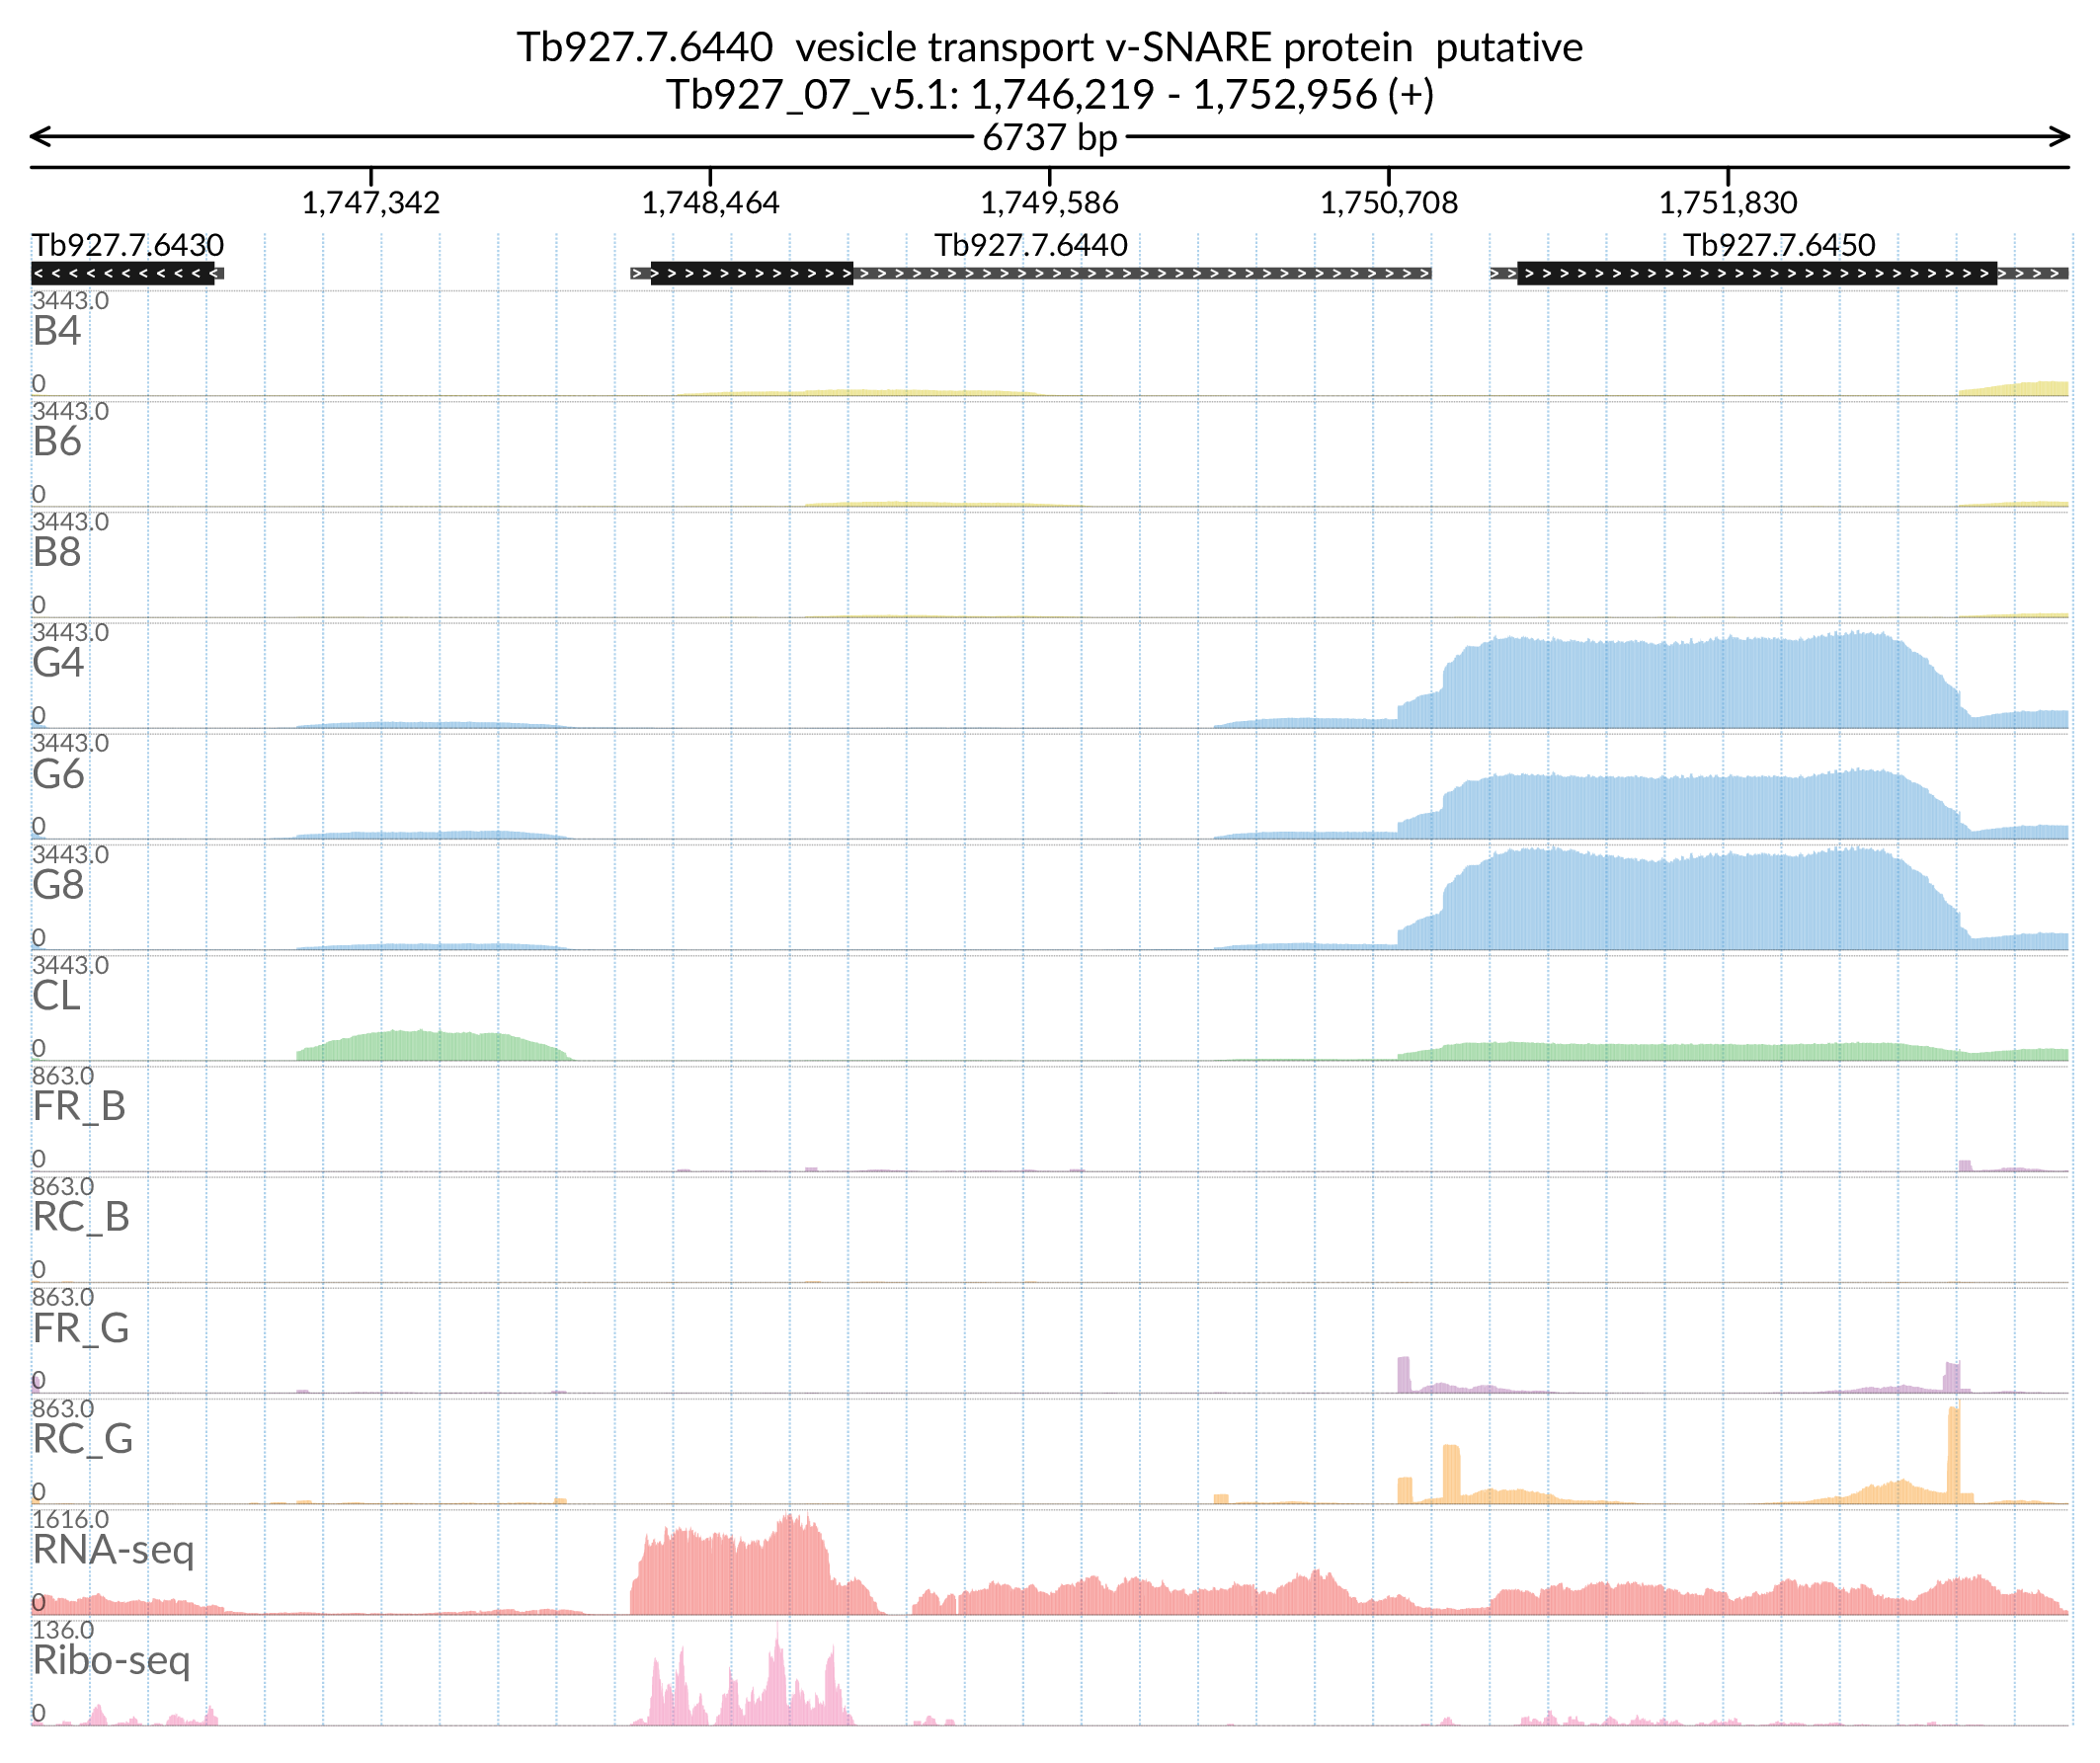 Tb927.7.6440  vesicle transport v-SNARE protein  putative
Tb927_07_v5.1: 1,746,219 - 1,752,956 (+)
6737 bp
1,747,342 1,748,464 1,749,586 1,750,708 1,751,830
Tb927.7.6430 Tb927.7.6440 Tb927.7.6450
3443.0
B4
0
3443.0
B6
0
3443.0
B8
0
3443.0
G4
0
3443.0
G6
0
3443.0
G8
0
3443.0
CL
0
863.0
FR_B
0
863.0
RC_B
0
863.0
FR_G
0
863.0
RC_G
0
1616.0
RNA-seq
0
136.0
Ribo-seq
0